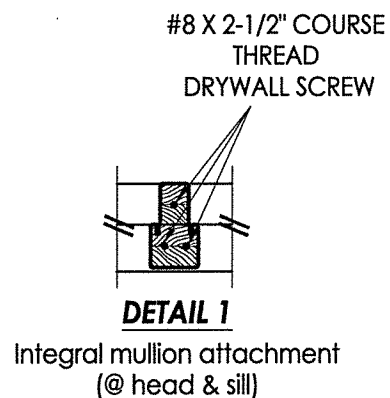 #8 X 2-1/2" COURSE
THREAD
DRYWALL SCREW
DETAIL 1
Integral mullion attachment
(@ head & sill)